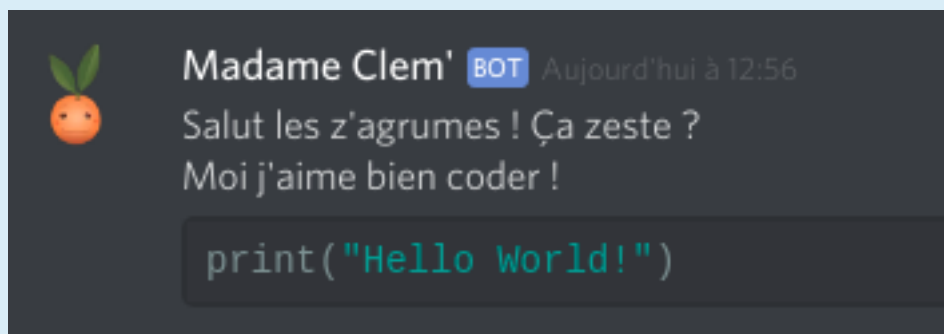 Madame Clem' BOT Aujourd'hui à 12:56
Salut les z'agrumes ! Ça zeste ?
Moi j'aime bien coder !
print("Hello World!")